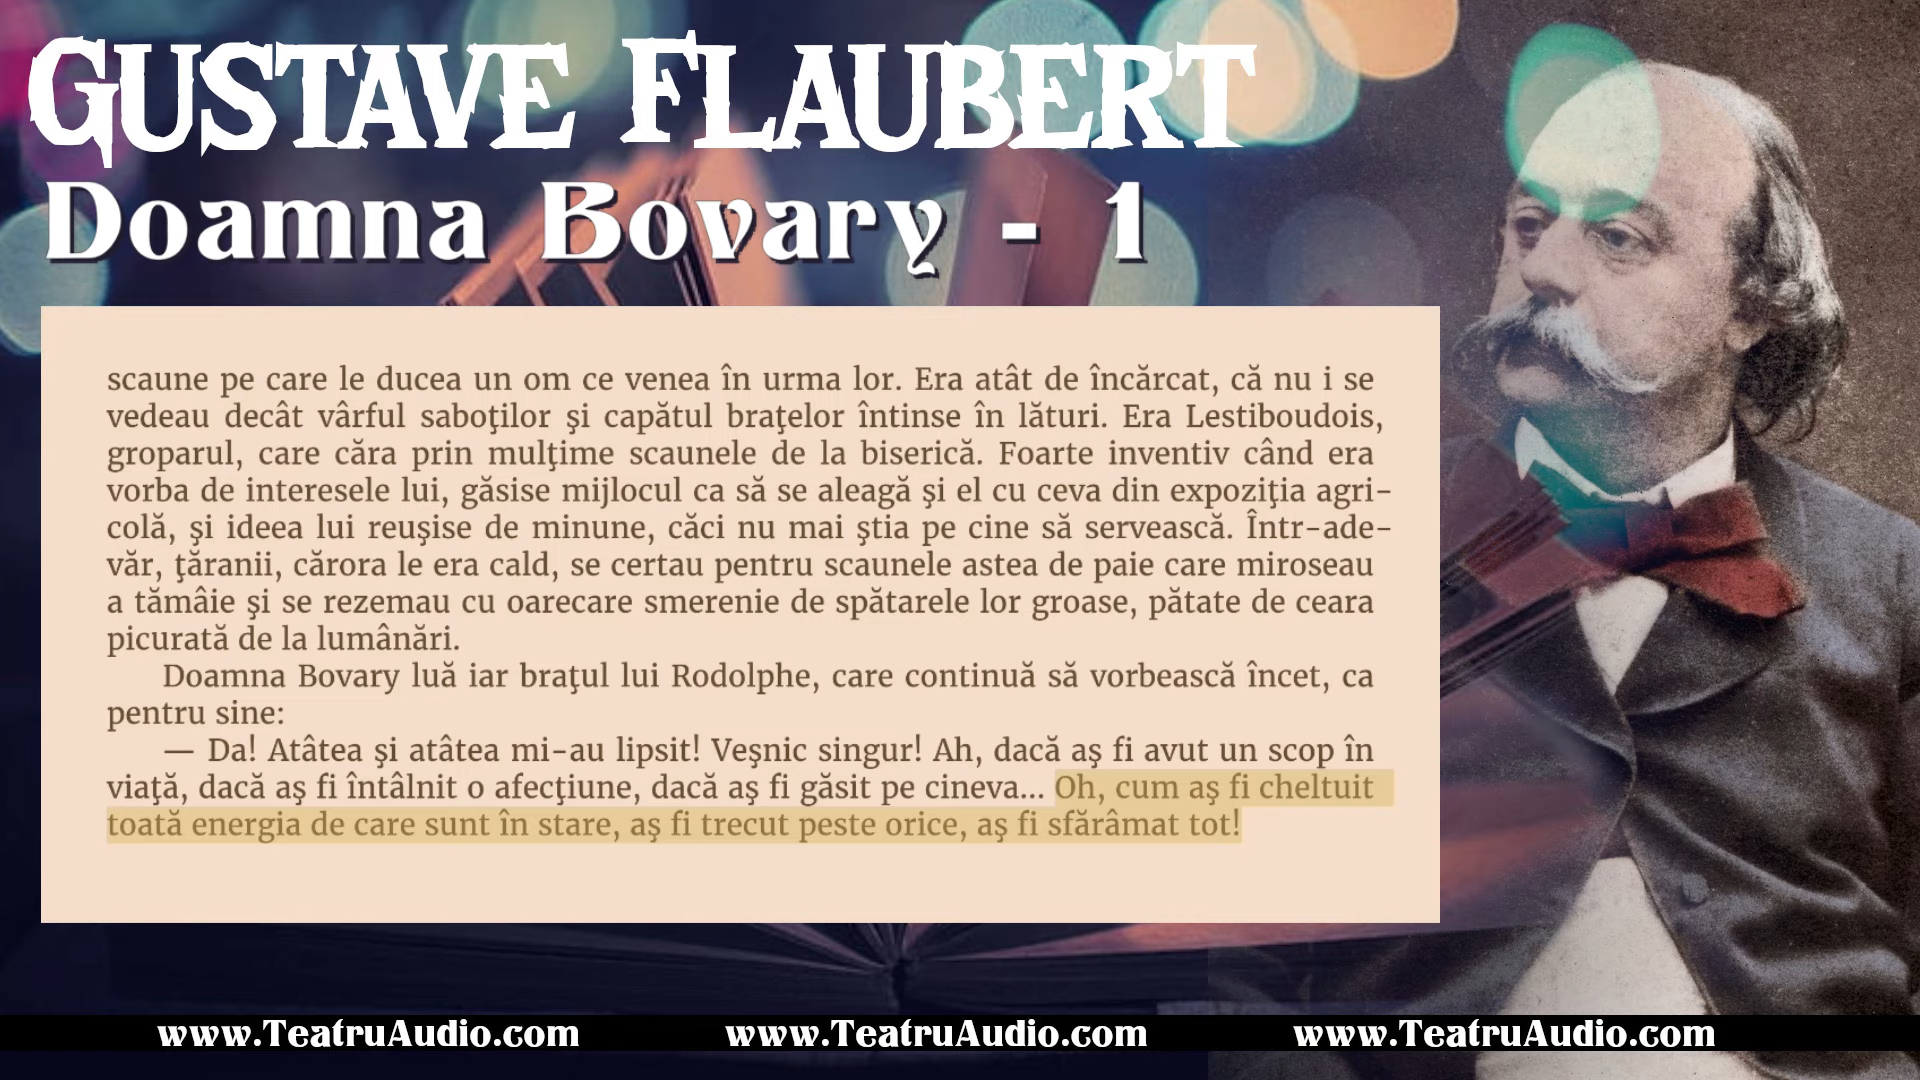 GUSTAVE FLAUBERT
Doamna Bovary - 1
scaune pe care le ducea un om ce venea în urma lor. Era atât de încărcat, că nu i se
vedeau decât vârful saboţilor şi capătul braţelor întinse în lături. Era Lestiboudois,
groparul, care căra prin mulţime scaunele de la biserică. Foarte inventiv când era
vorba de interesele lui, găsise mijlocul ca să se aleagă şi el cu ceva din expoziţia agri-
colă, şi ideea lui reuşise de minune, căci nu mai ştia pe cine să servească. Într-ade-
văr, ţăranii, cărora le era cald, se certau pentru scaunele astea de paie care miroseau
a tămâie şi se rezemau cu oarecare smerenie de spătarele lor groase, pătate de ceara
picurată de la lumânări.
Doamna Bovary luă iar braţul lui Rodolphe, care continuă să vorbească încet, ca
pentru sine:
— Da! Atâtea şi atâtea mi-au lipsit! Veşnic singur! Ah, dacă aş fi avut un scop în
viaţă, dacă aş fi întâlnit o afecţiune, dacă aş fi găsit pe cineva... Oh, cum aş fi cheltuit
toată energia de care sunt în stare, aş fi trecut peste orice, aş fi sfărâmat tot!
www.TeatruAudio.com www.TeatruAudio.com www.TeatruAudio.com